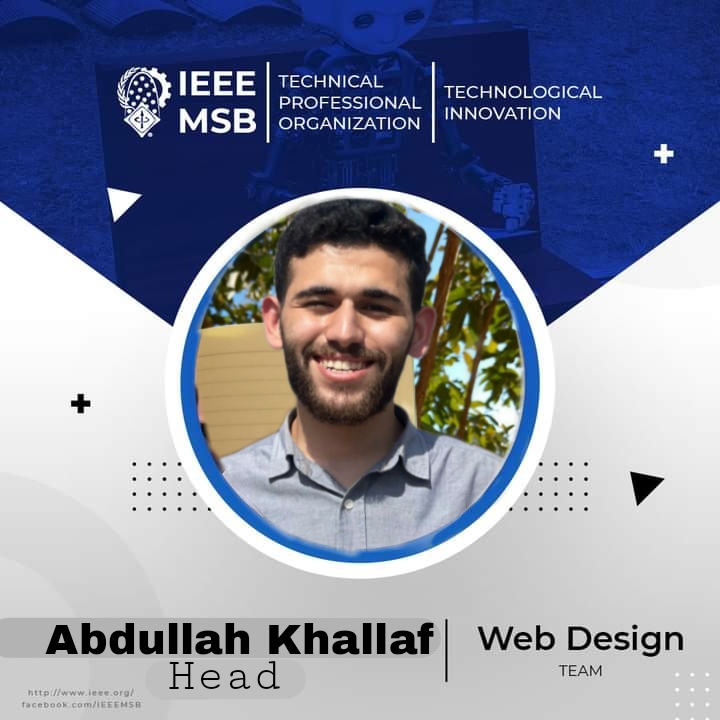 IEEE
MSB
TECHNICAL
PROFESSIONAL
ORGANIZATION
TECHNOLOGICAL
INNOVATION
Abdullah Khallaf
Head
Web Design
TEAM
http://www.ieee.org/
facebook.com/IEEEMSB